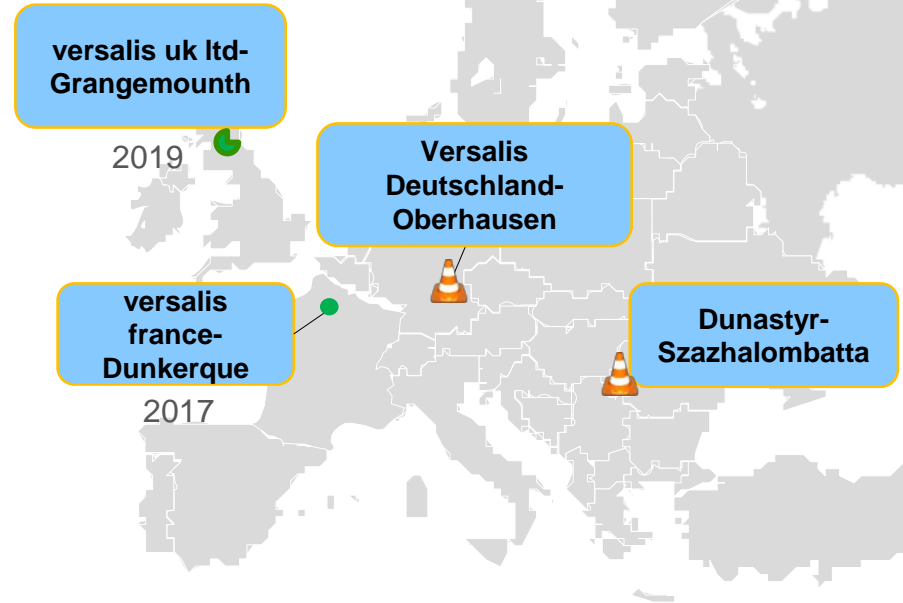 versalis uk ltd-
Grangemounth
2019
Versalis
Deutschland-
Oberhausen
versalis
france-
Dunkerque
2017
Dunastyr-
Szazhalombatta